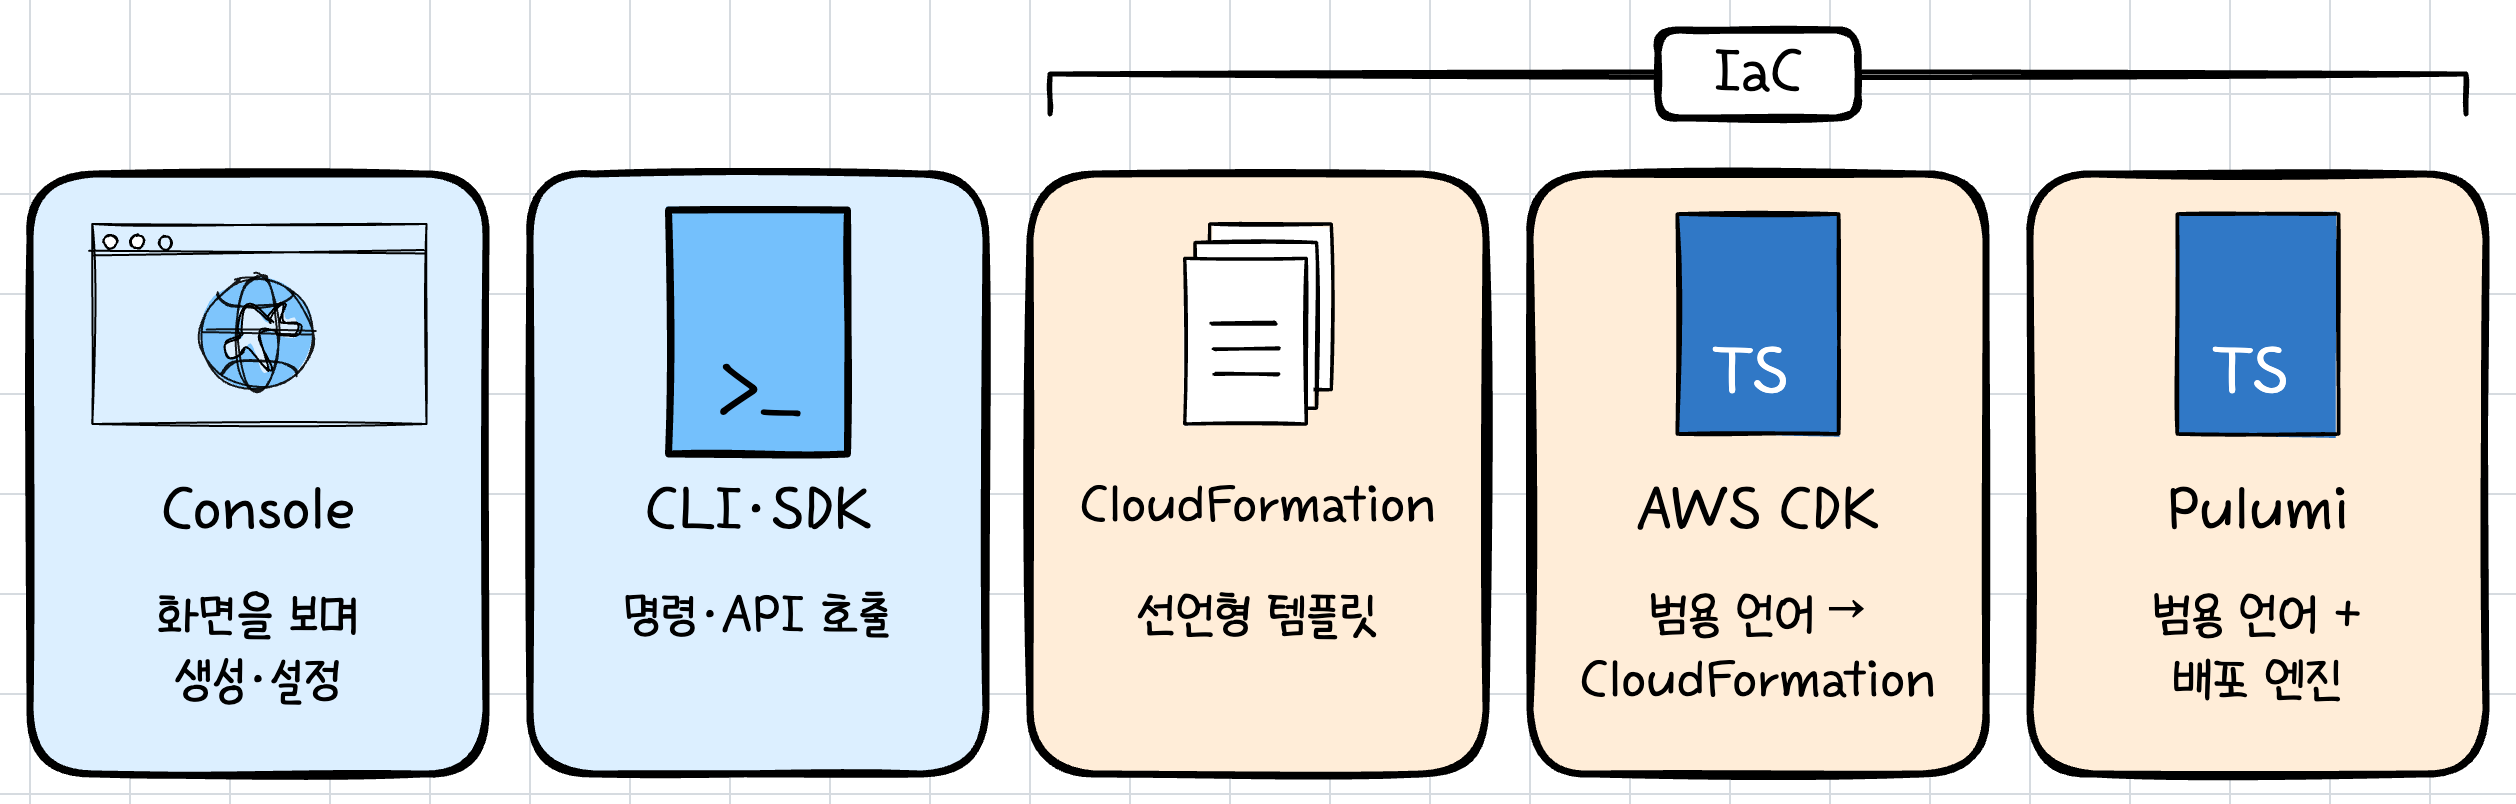 IaC
>_
TS
TS
Console
CLI·SDK
CloudFormation
AWS CDK
Pulumi
화면을 보며
생성·설정
명령·API 호출
선언형 템플릿
범용 언어 →
CloudFormation
범용 언어 +
배포 엔진